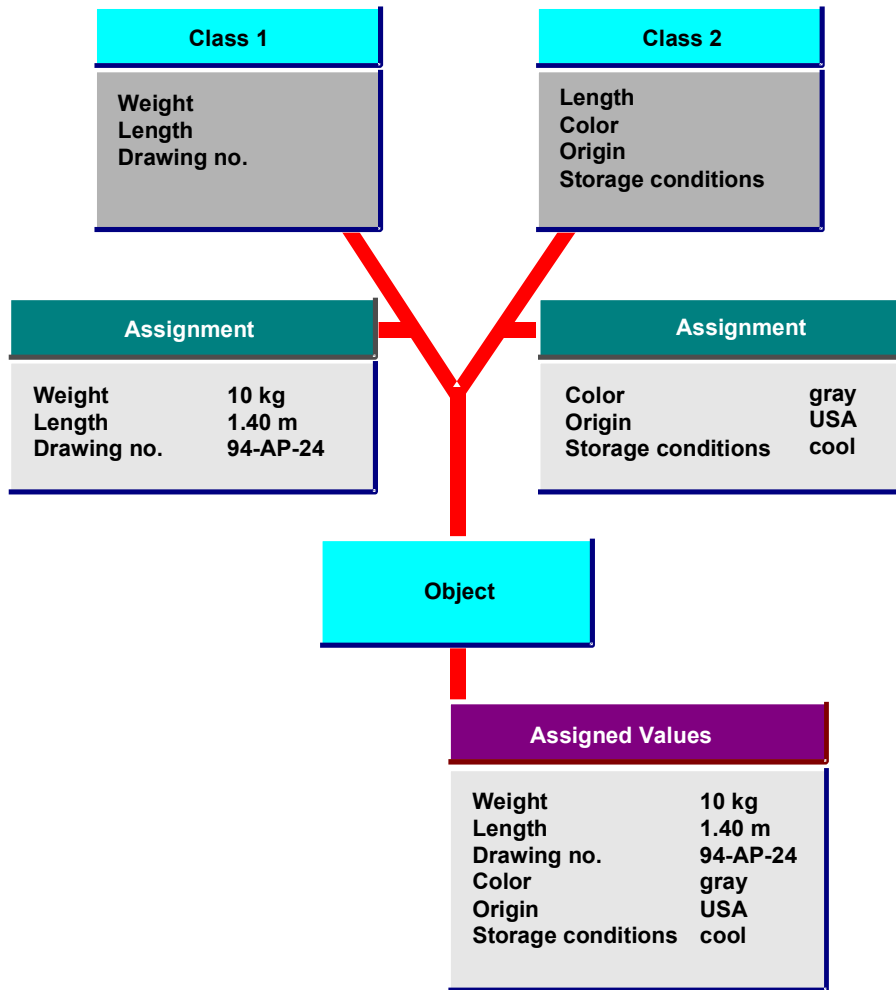 Class 1
Weight
Length
Drawing no.
Class 2
Length
Color
Origin
Storage conditions
Assignment
Weight 10 kg
Length 1.40 m
Drawing no. 94-AP-24
Assignment
Color gray
Origin USA
Storage conditions cool
Object
Assigned Values
Weight 10 kg
Length 1.40 m
Drawing no. 94-AP-24
Color gray
Origin USA
Storage conditions cool